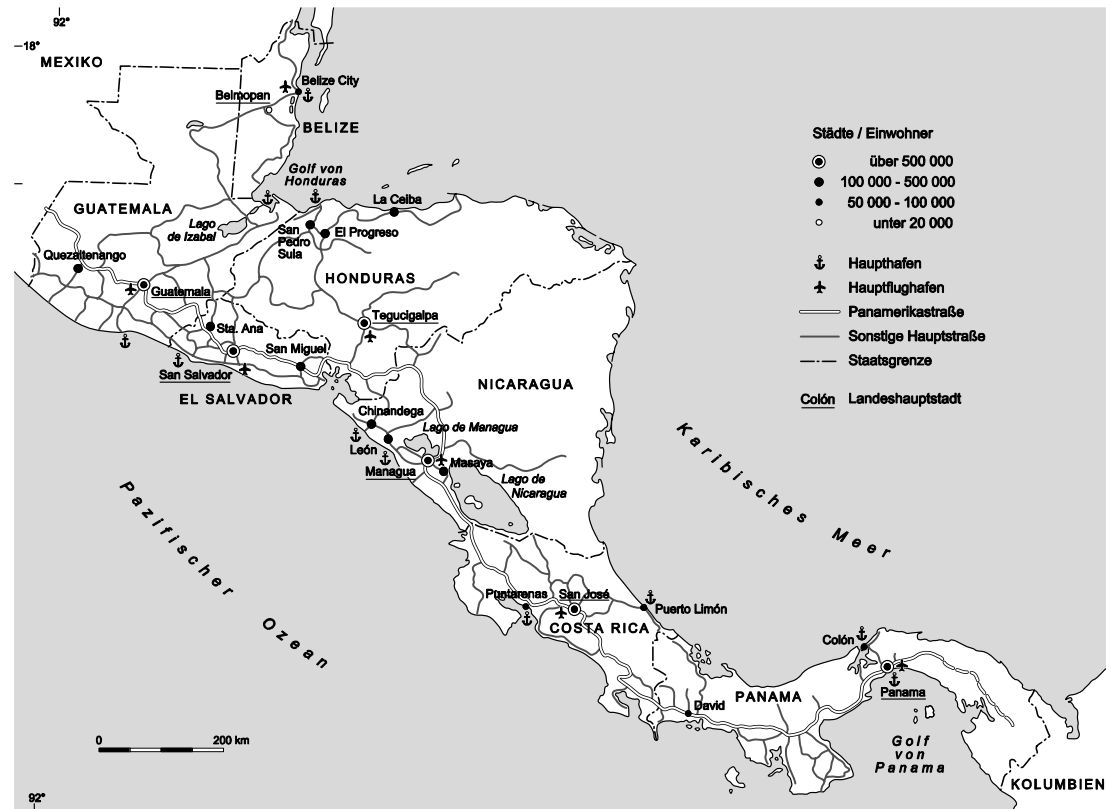 92°
18°
MEXIKO
Belize City
Belmopan
BELIZE
Golf von
Honduras
La Ceiba
GUATEMALA
Lago
de Izabal
San
Pedro
Sula
El Progreso
Quezaltenango
HONDURAS
Guatemala
Tegucigalpa
Sta. Ana
San Miguel
San Salvador
EL SALVADOR
NICARAGUA
Chinandega
Lago de Managua
León
Managua
Masaya
Lago de
Nicaragua
Karibisches Meer
Pazifischer Ozean
Puntarenas
San José
Puerto Limón
COSTA RICA
Colón
PANAMA
Panama
David
Golf
von
Panama
KOLUMBIEN
0 200 km
92°
Städte / Einwohner
über 500 000
100 000 - 500 000
50 000 - 100 000
unter 20 000
Haupthafen
Hauptflughafen
Panamerikastraße
Sonstige Hauptstraße
Staatsgrenze
Colón Landeshauptstadt